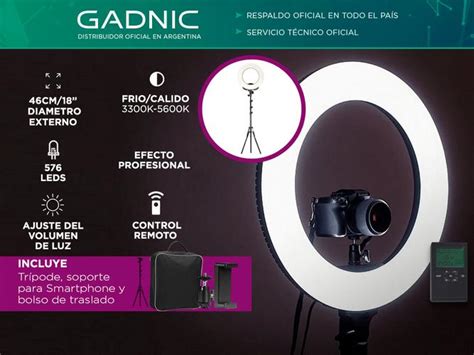 GADNIC
DISTRIBUIDOR OFICIAL EN ARGENTINA
RESPALDO OFICIAL EN TODO EL PAÍS
SERVICIO TÉCNICO OFICIAL
46CM/18”
DIAMETRO
EXTERNO
FRIO/CALIDO
3300K-5600K
576
LEDS
EFECTO
PROFESIONAL
AJUSTE DEL
VOLUMEN
DE LUZ
CONTROL
REMOTO
INCLUYE
Trípode, soporte
para Smartphone y
bolso de traslado